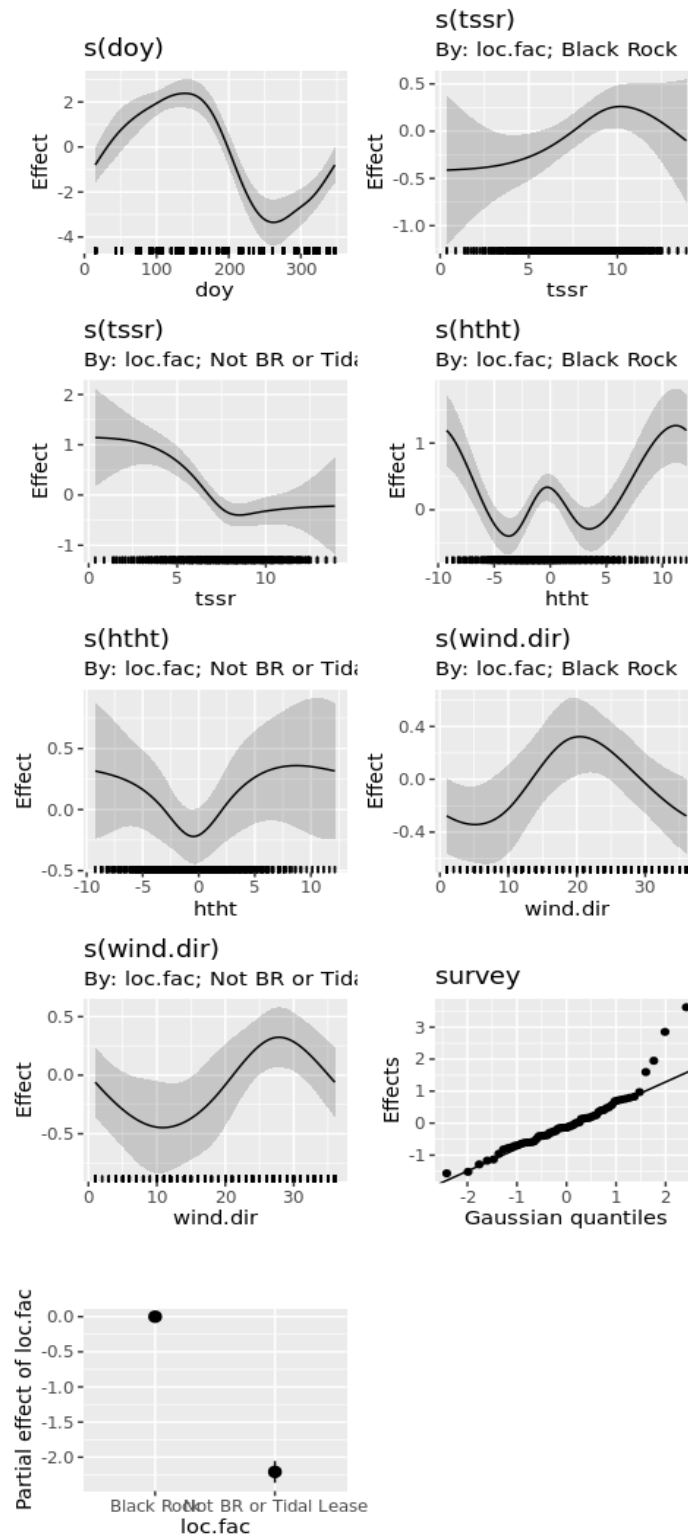 s(doy)
Effect
2
0
-2
-4
0
100
200
300
doy
s(tssr)
By: loc.fac; Black Rock
Effect
0.5
0.0
-0.5
-1.0
5
10
tssr
s(tssr)
By: loc.fac; Not BR or Tida
Effect
2
1
0
-1
0
5
10
tssr
s(htht)
By: loc.fac; Black Rock
Effect
1
0
-10
-5
0
5
10
htht
s(htht)
By: loc.fac; Not BR or Tida
Effect
0.5
0.0
-0.5
-10
-5
0
5
10
htht
s(wind.dir)
By: loc.fac; Black Rock
Effect
0.4
0.0
-0.4
0
10
20
30
wind.dir
s(wind.dir)
By: loc.fac; Not BR or Tida
Effect
0.5
0.0
-0.5
0
10
20
30
wind.dir
survey
Effects
3
2
1
0
-1
-2
-1
0
1
2
Gaussian quantiles
Partial effect of loc.fac
0.0
-0.5
-1.0
-1.5
-2.0
Black Rock
Not BR or Tidal Lease
loc.fac